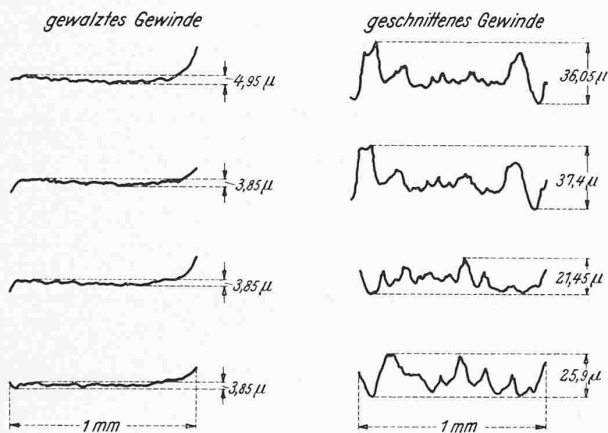 gewalztes Gewinde
4,95 μ
3,85 μ
3,85 μ
3,85 μ
1 mm
geschnittenes Gewinde
36,05 μ
37,4 μ
21,45 μ
25,9 μ
1 mm